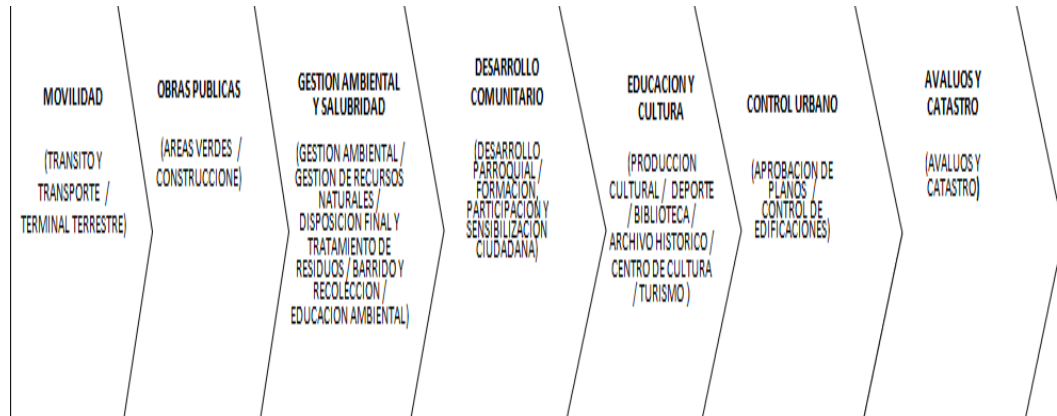 MOVILIDAD
(TRANSITO Y
TRANSPORTE /
TERMINAL TERRESTRE)
OBRAS PUBLICAS
(AREAS VERDES /
CONSTRUCCIONE)
GESTION AMBIENTAL
Y SALUBRIDAD
(GESTION AMBIENTAL /
GESTION DE RECURSOS
NATURALES /
DISPOSICION FINAL Y
TRATAMIENTO DE
RESIDUOS / BARRIDO Y
RECOLECCION /
EDUCACION AMBIENTAL)
DESARROLLO
COMUNITARIO
(DESARROLLO
PARROQUIAL /
FORMACION,
PARTICIPACION Y
SENSIBILIZACION
CIUDADANA)
EDUCACION Y
CULTURA
(PRODUCCION
CULTURAL / DEPORTE
/ BIBLIOTECA /
ARCHIVO HISTORICO /
CENTRO DE CULTURA
/ TURISMO )
CONTROL URBANO
(APROBACION DE
PLANOS /
CONTROL DE
EDIFICACIONES)
AVALUOS Y
CATASTRO
(AVALUOS Y
CATASTRO)